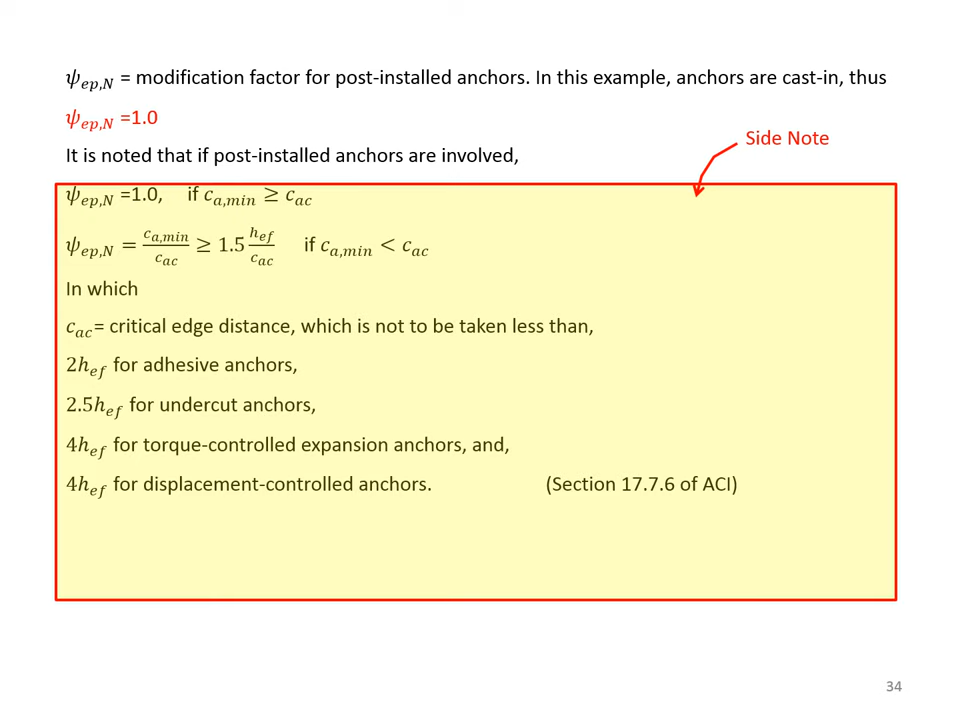 ψep,N = modification factor for post-installed anchors. In this example, anchors are cast-in, thus
ψep,N =1.0
Side Note
It is noted that if post-installed anchors are involved,
ψep,N =1.0, if ca,min ≥ cac
ψep,N = ca,min/cac ≥ 1.5 hef/cac if ca,min < cac
In which
cac= critical edge distance, which is not to be taken less than,
2hef for adhesive anchors,
2.5hef for undercut anchors,
4hef for torque-controlled expansion anchors, and,
4hef for displacement-controlled anchors. (Section 17.7.6 of ACI)
34